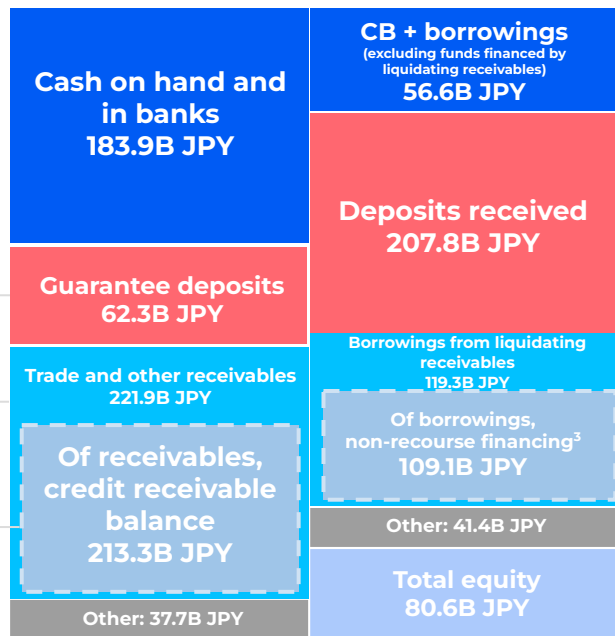 Cash on hand and
in banks
183.9B JPY
Guarantee deposits
62.3B JPY
Trade and other receivables
221.9B JPY
Of receivables,
credit receivable
balance
213.3B JPY
Other: 37.7B JPY
CB + borrowings
(excluding funds financed by
liquidating receivables)
56.6B JPY
Deposits received
207.8B JPY
Borrowings from liquidating
receivables
119.3B JPY
Of borrowings,
non-recourse financing³
109.1B JPY
Other: 41.4B JPY
Total equity
80.6B JPY